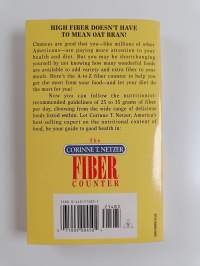 HIGH FIBER DOESN'T HAVE
TO MEAN OAT BRAN!
Chances are good that you—like millions of other
Americans—are paying more attention to your
health and diet. But you may be shortchanging
yourself by not knowing how many wonderful foods
are available to add variety and extra fiber to your
meals. Here's the A-to-Z fiber counter to help you
get the most from your food—and let your diet do
the most for you!
Now you can follow the nutritionist-
recommended guidelines of 25 to 35 grams of fiber
per day, choosing from the wide range of delicious
foods listed within. Let Corinne T. Netzer, America's
best-selling expert on the nutritional content of
food, be your guide to good health in:
The
CORINNE T. NETZER
FIBER
COUNTER